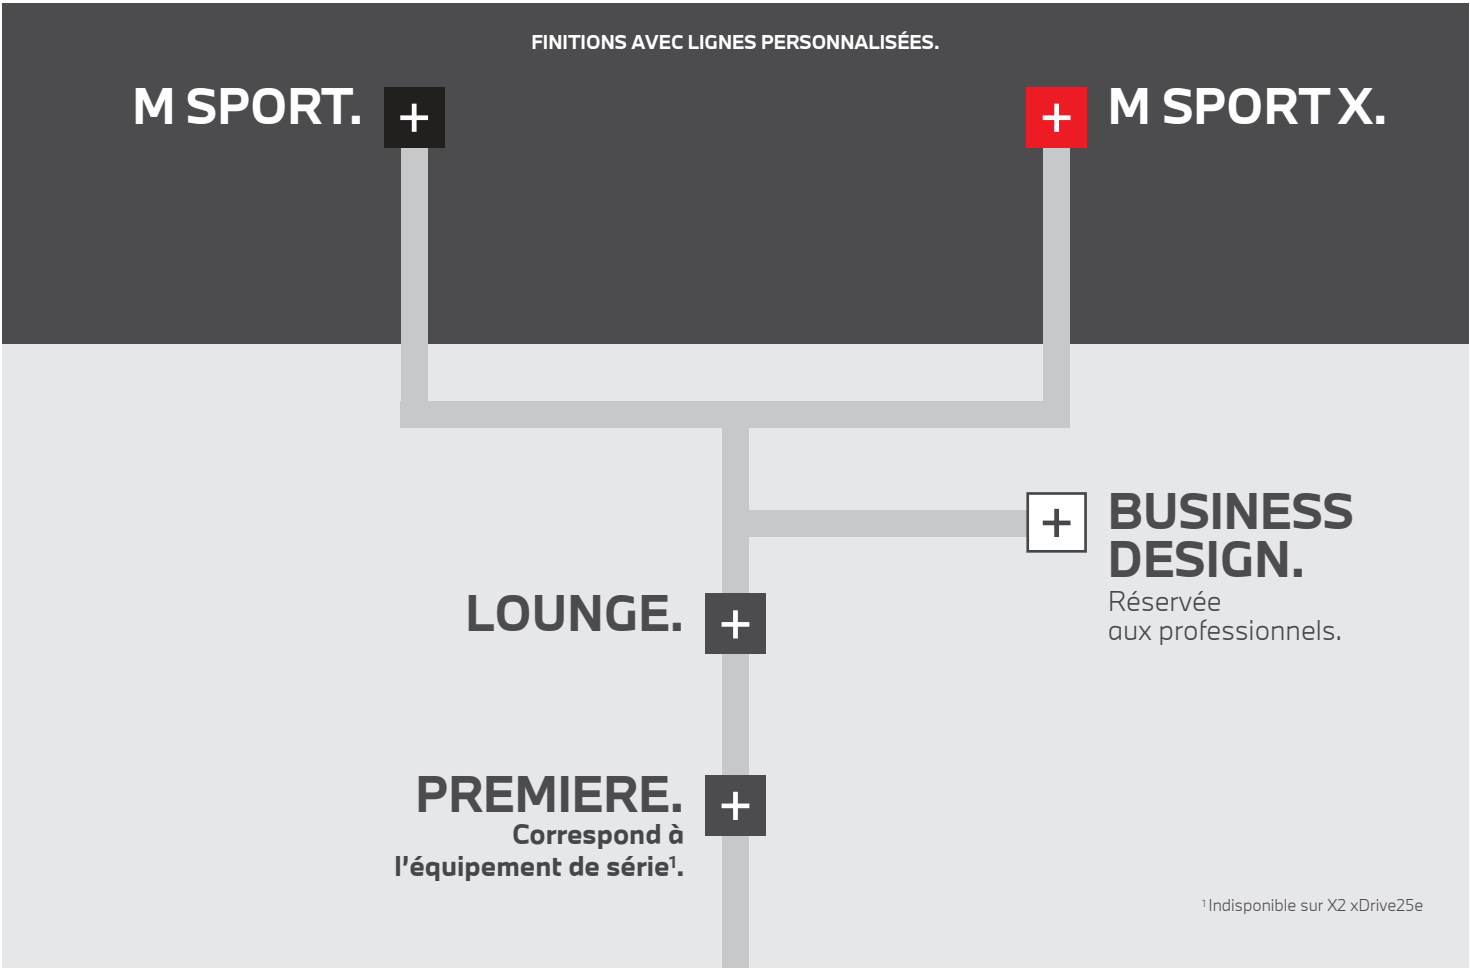 FINITIONS AVEC LIGNES PERSONNALISÉES.
M SPORT.
M SPORT X.
BUSINESS
DESIGN.
Réservée
aux professionnels.
LOUNGE.
PREMIERE.
Correspond à
l'équipement de série¹.
¹ Indisponible sur X2 xDrive25e